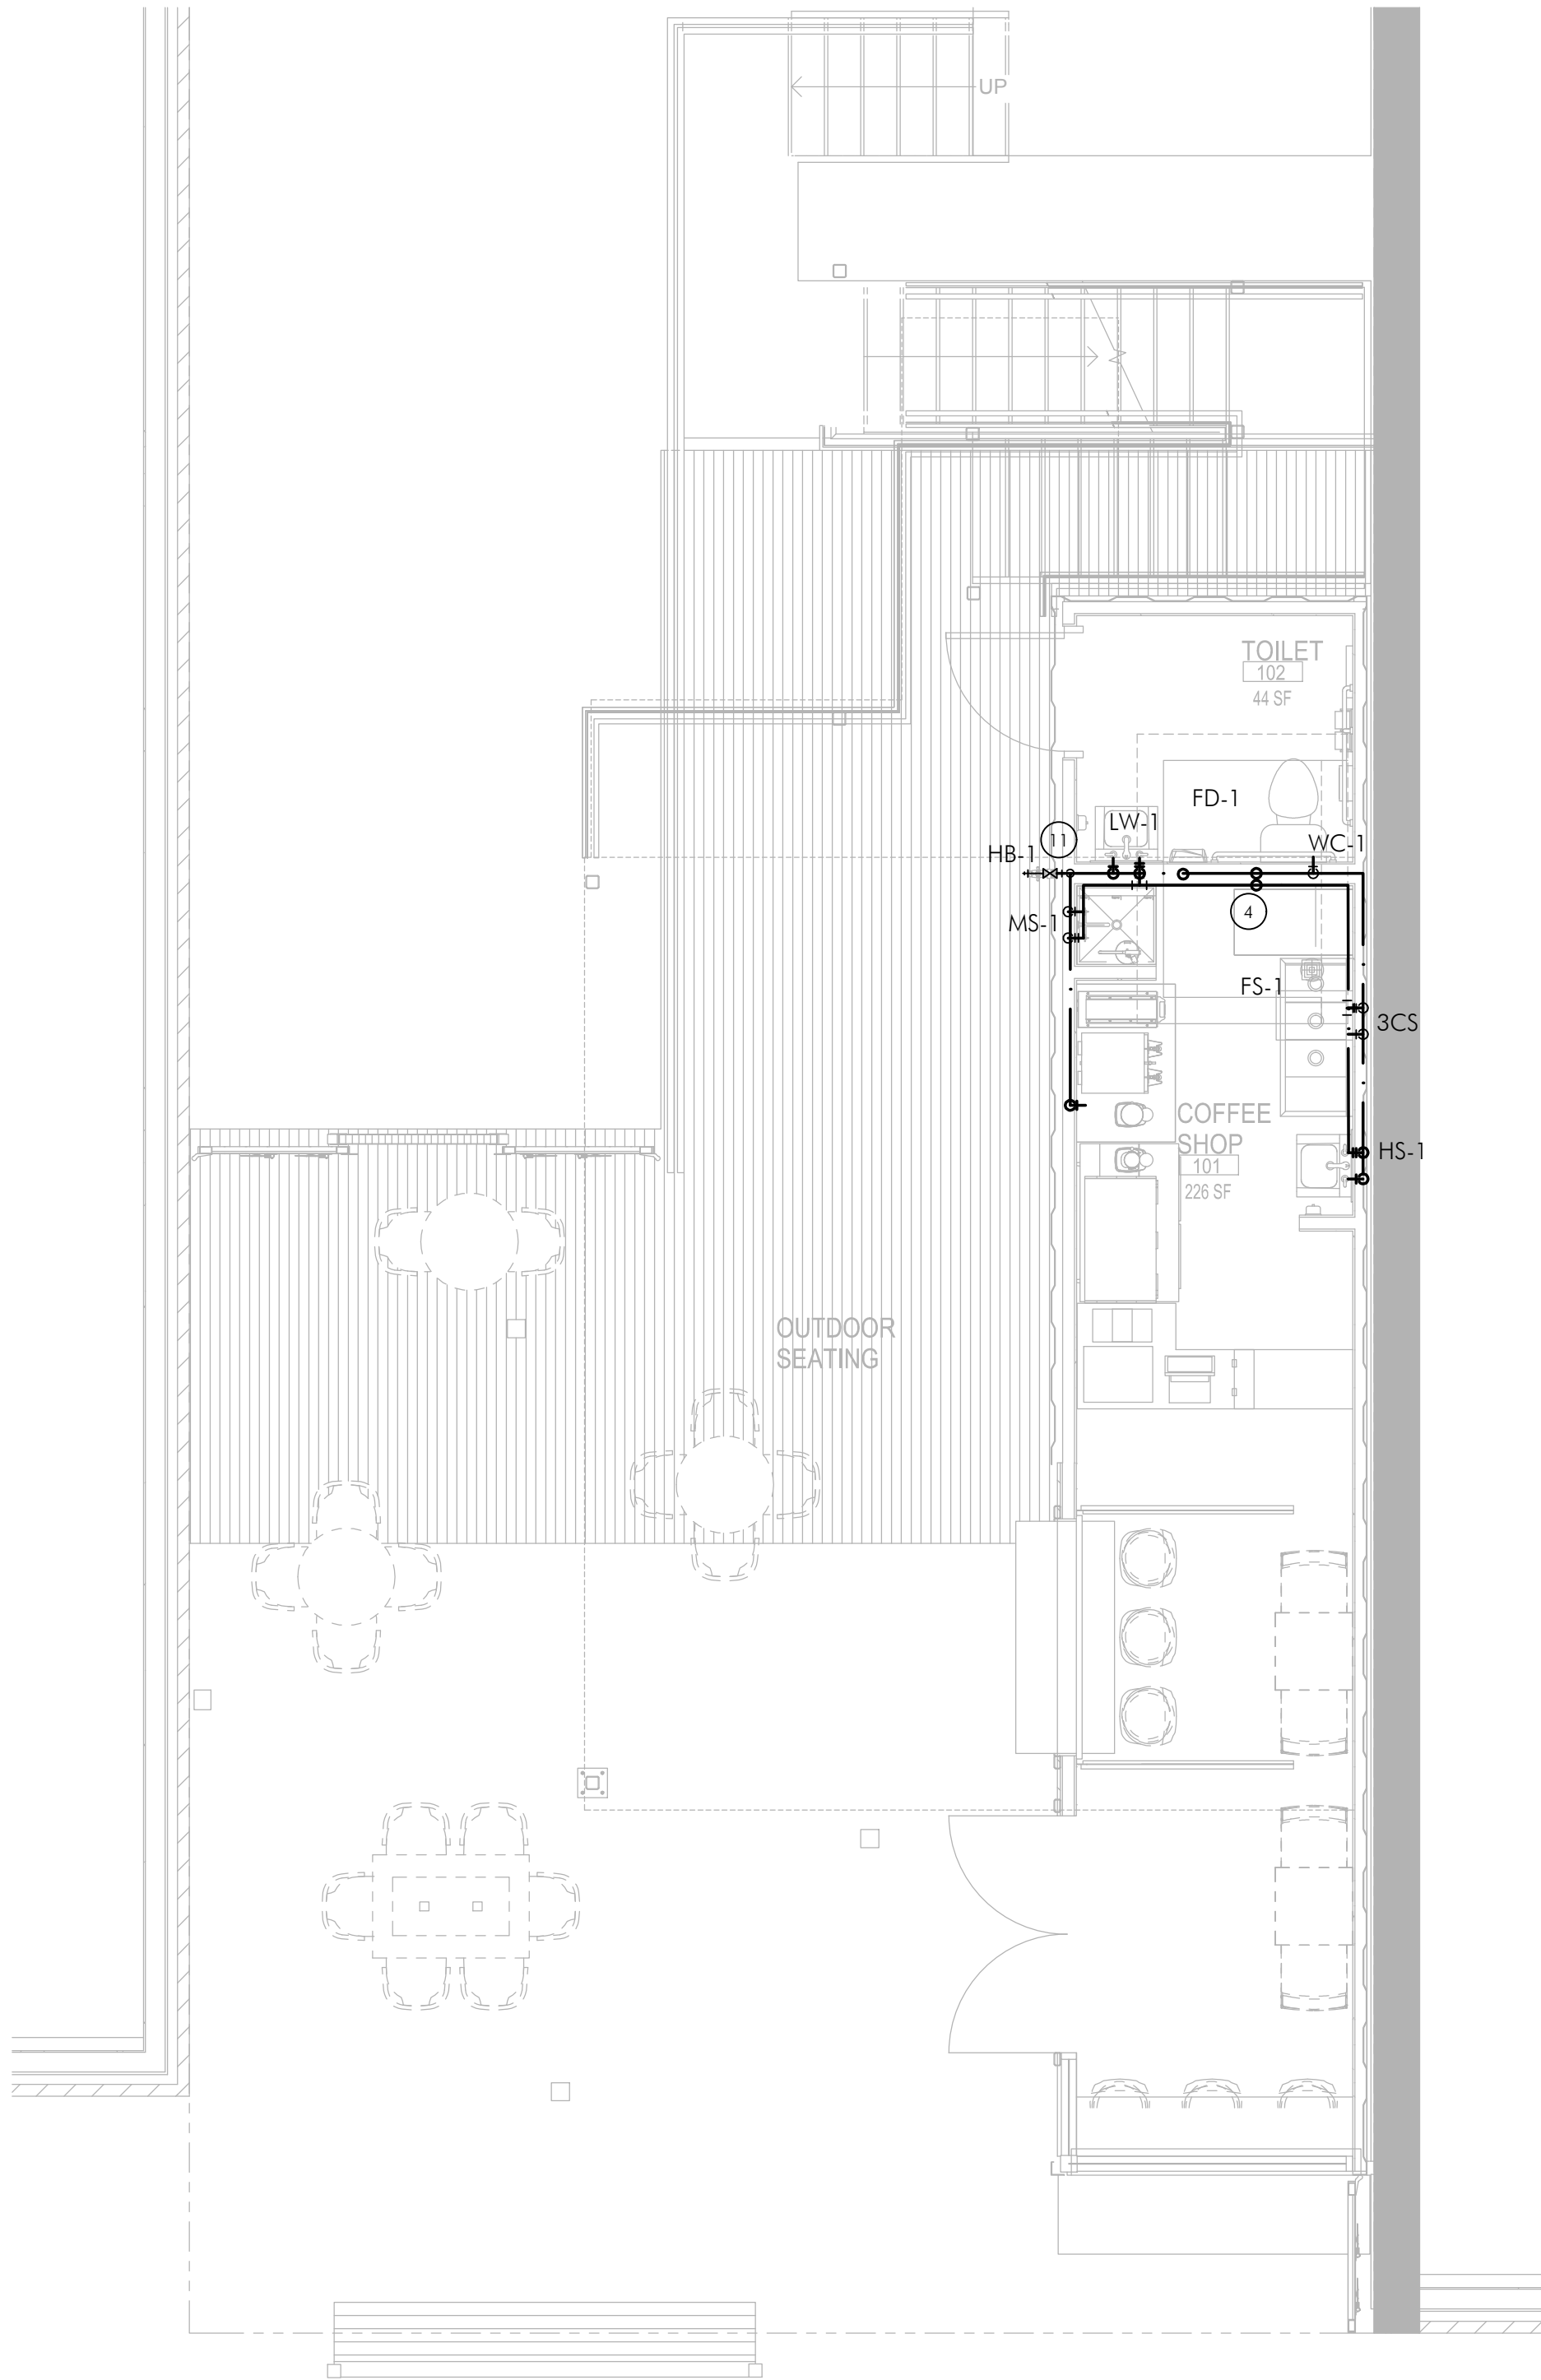 UP
TOILET
102
44 SF
FD-1
LW-1
11
HB-1
WC-1
4
MS-1
FS-1
3CS
COFFEE
SHOP
101
226 SF
HS-1
OUTDOOR
SEATING